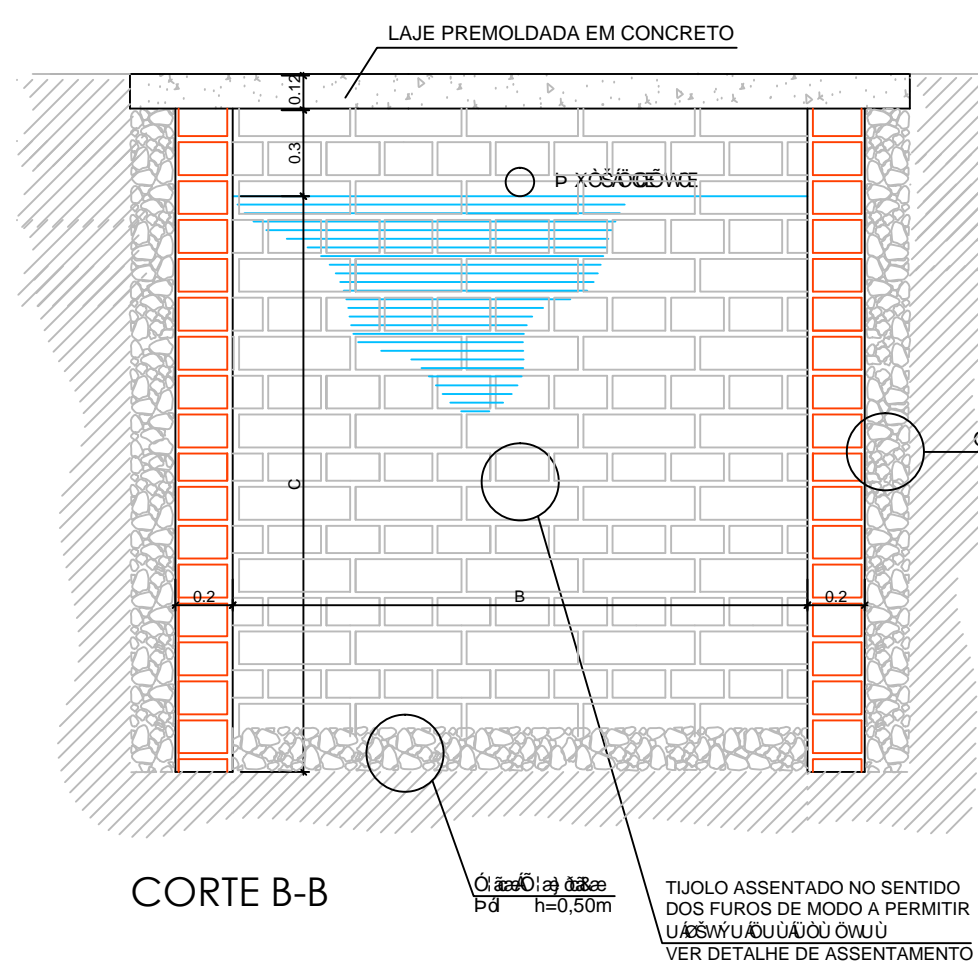 LAJE PREMOLDADA EM CONCRETO
0.12
0.3
C
0.2
B
0.2
CORTE B-B
h=0,50m
TIJOLO ASSENTADO NO SENTIDO
DOS FUROS DE MODO A PERMITIR
VER DETALHE DE ASSENTAMENTO